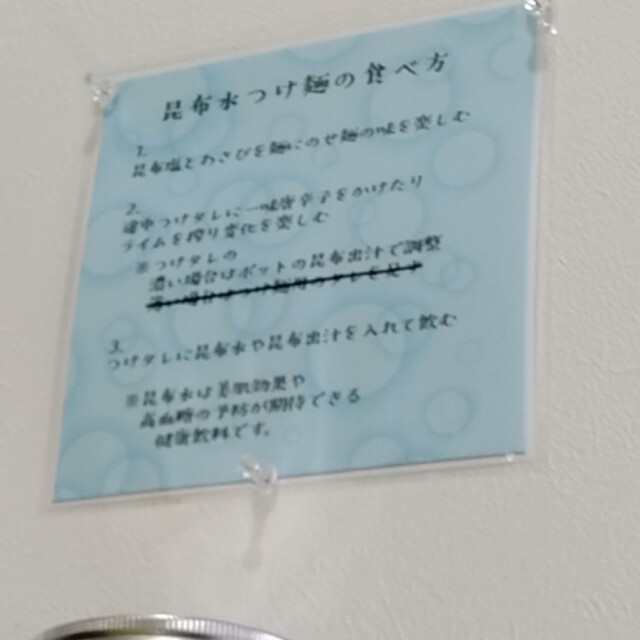 昆布水つけ麺の食べ方
1.
昆布塩とわさびを麺にのせ麺の味を楽しむ
2.
途中つけダレに一味唐辛子をかけたり
ライムを搾り変化を楽しむ
※つけダレの
濃い場合はポットの昆布出汁で調整
3.
つけダレに昆布水や昆布出汁を入れて飲む
※昆布水は美肌効果や
高血糖の予防が期待できる
健康飲料です。